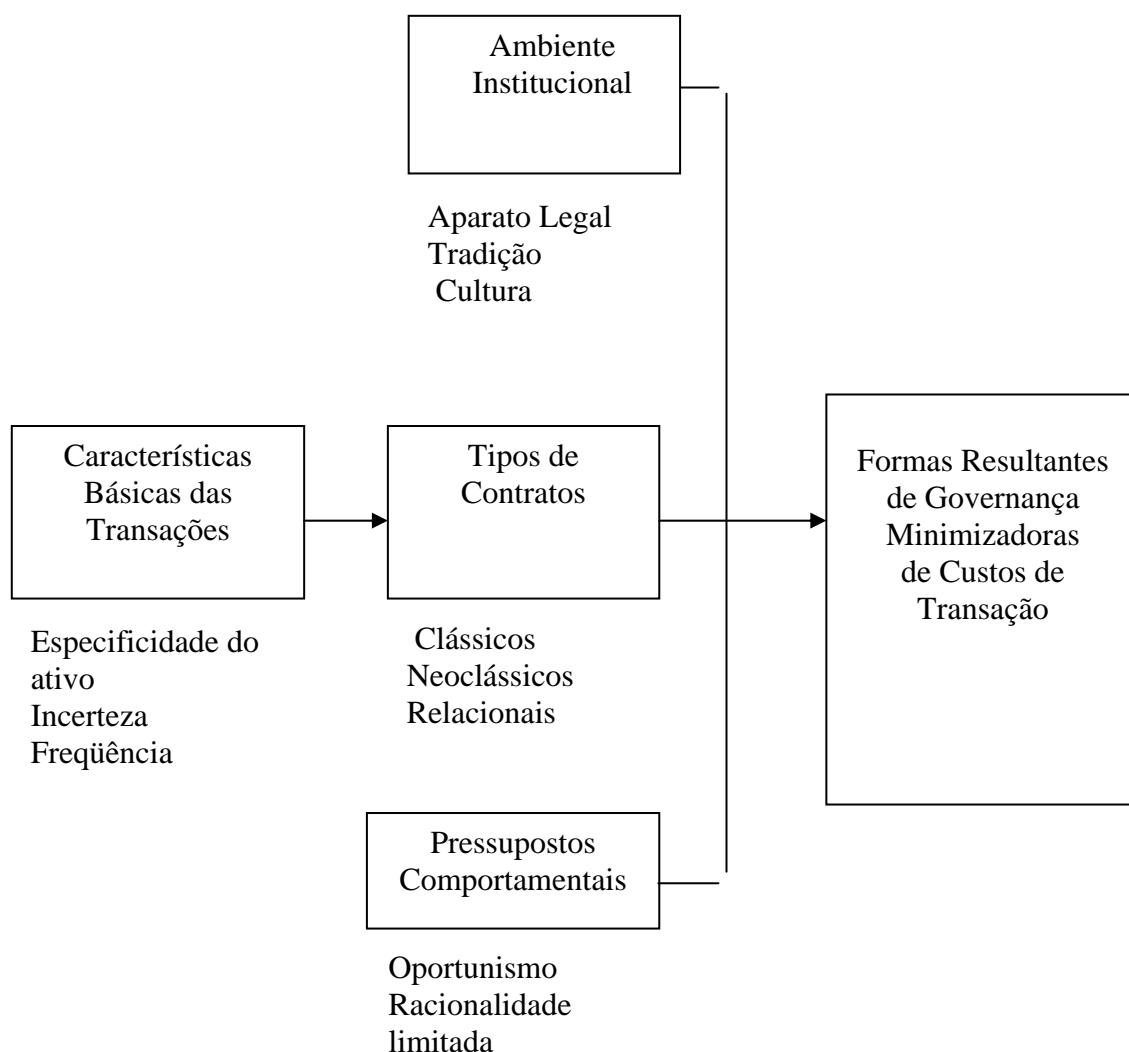 Ambiente
Institucional
Aparato Legal
Tradição
Cultura
Característícas
Básicas das
Transações
Especificidade do
ativo
Incerteza
Freqüência
Tipos de
Contratos
Clássicos
Neoclássicos
Relacionais
Formas Resultantes
de Governança
Minimizadoras
de Custos de
Transação
Pressupostos
Comportamentais
Oportunismo
Racionalidade
limitada